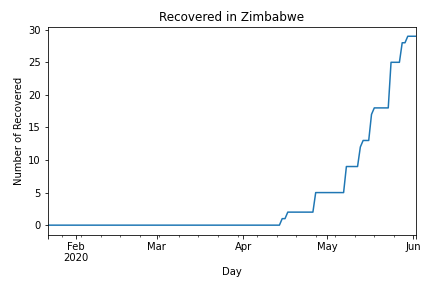 Recovered in Zimbabwe
Number of Recovered
30
25
20
15
10
5
0
Feb
2020
Mar
Apr
May
Jun
Day